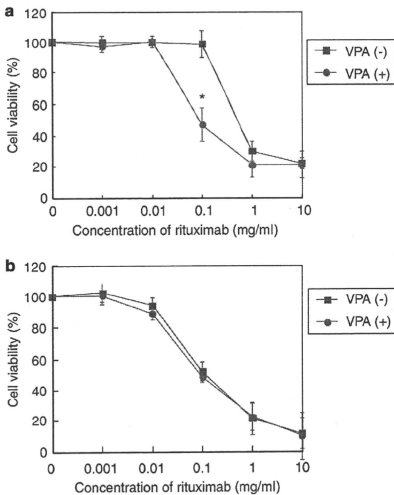 a
120
100
80
60
40
20
0
Cell viability (%)
*
0 0.001 0.01 0.1 1 10
Concentration of rituximab (mg/ml)
VPA (-)
VPA (+)
b
120
100
80
60
40
20
0
Cell viability (%)
0 0.001 0.01 0.1 1 10
Concentration of rituximab (mg/ml)
VPA (-)
VPA (+)